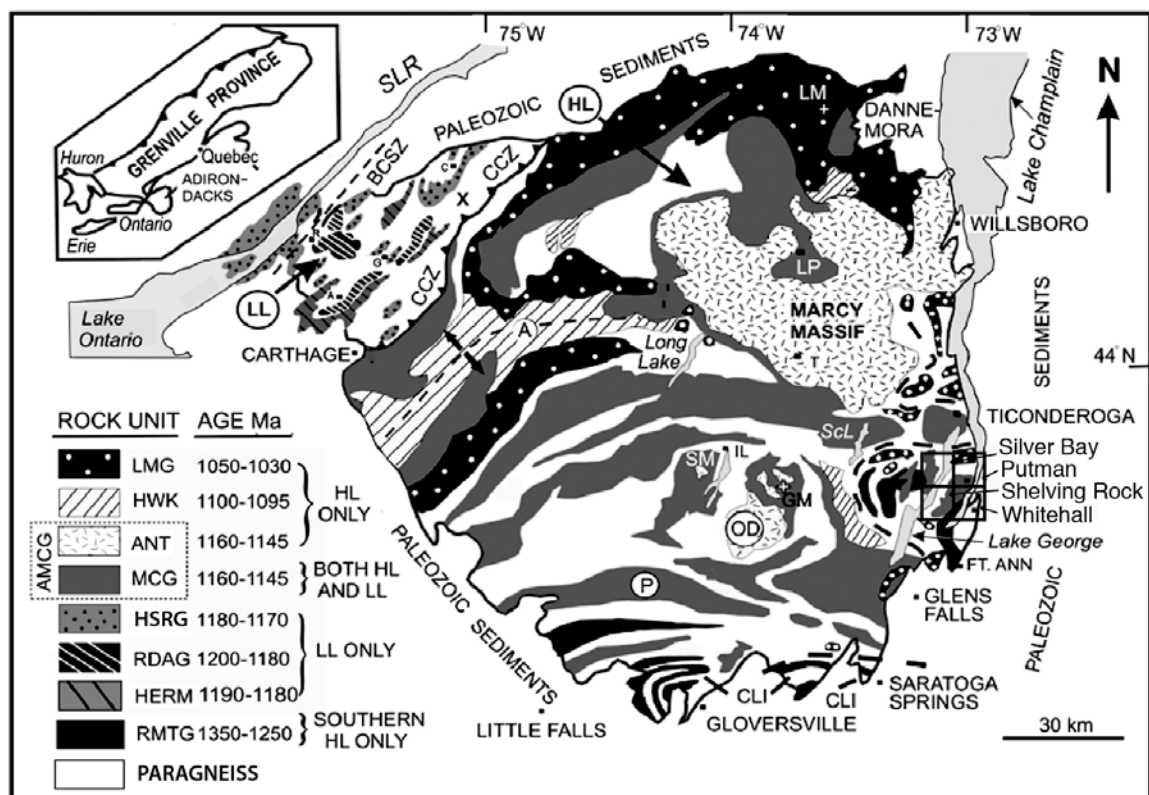 75°W
74°W
73°W
GRENVILLE PROVINCE
Huron
Quebec
ADIRON-
DACKS
Ontario
Erie
SLR
PALEOZOIC SEDIMENTS
HL
LM
DANNE-
MORA
Lake Champlain
N
BCSZ
CCZ
C
X
WILLSBORO
LP
G
A
LL
CCZ
Lake
Ontario
MARCY
MASSIF
SEDIMENTS
A
Long
Lake
T
44°N
CARTHAGE
TICONDEROGA
ScL
Silver Bay
Putman
Shelving Rock
Whitehall
SM
IL
GM
OD
Lake George
FT. ANN
GLENS
FALLS
PALEOZOIC
P
PALEOZOIC SEDIMENTS
SARATOGA
SPRINGS
CLI
CLI
GLOVERSVILLE
LITTLE FALLS
30 km
ROCK UNIT AGE Ma
LMG 1050-1030
HWK 1100-1095
HL
ONLY
AMCG
ANT 1160-1145
MCG 1160-1145
BOTH HL
AND LL
HSRG 1180-1170
RDAG 1200-1180
LL ONLY
HERM 1190-1180
RMTG 1350-1250
SOUTHERN
HL ONLY
PARAGNEISS